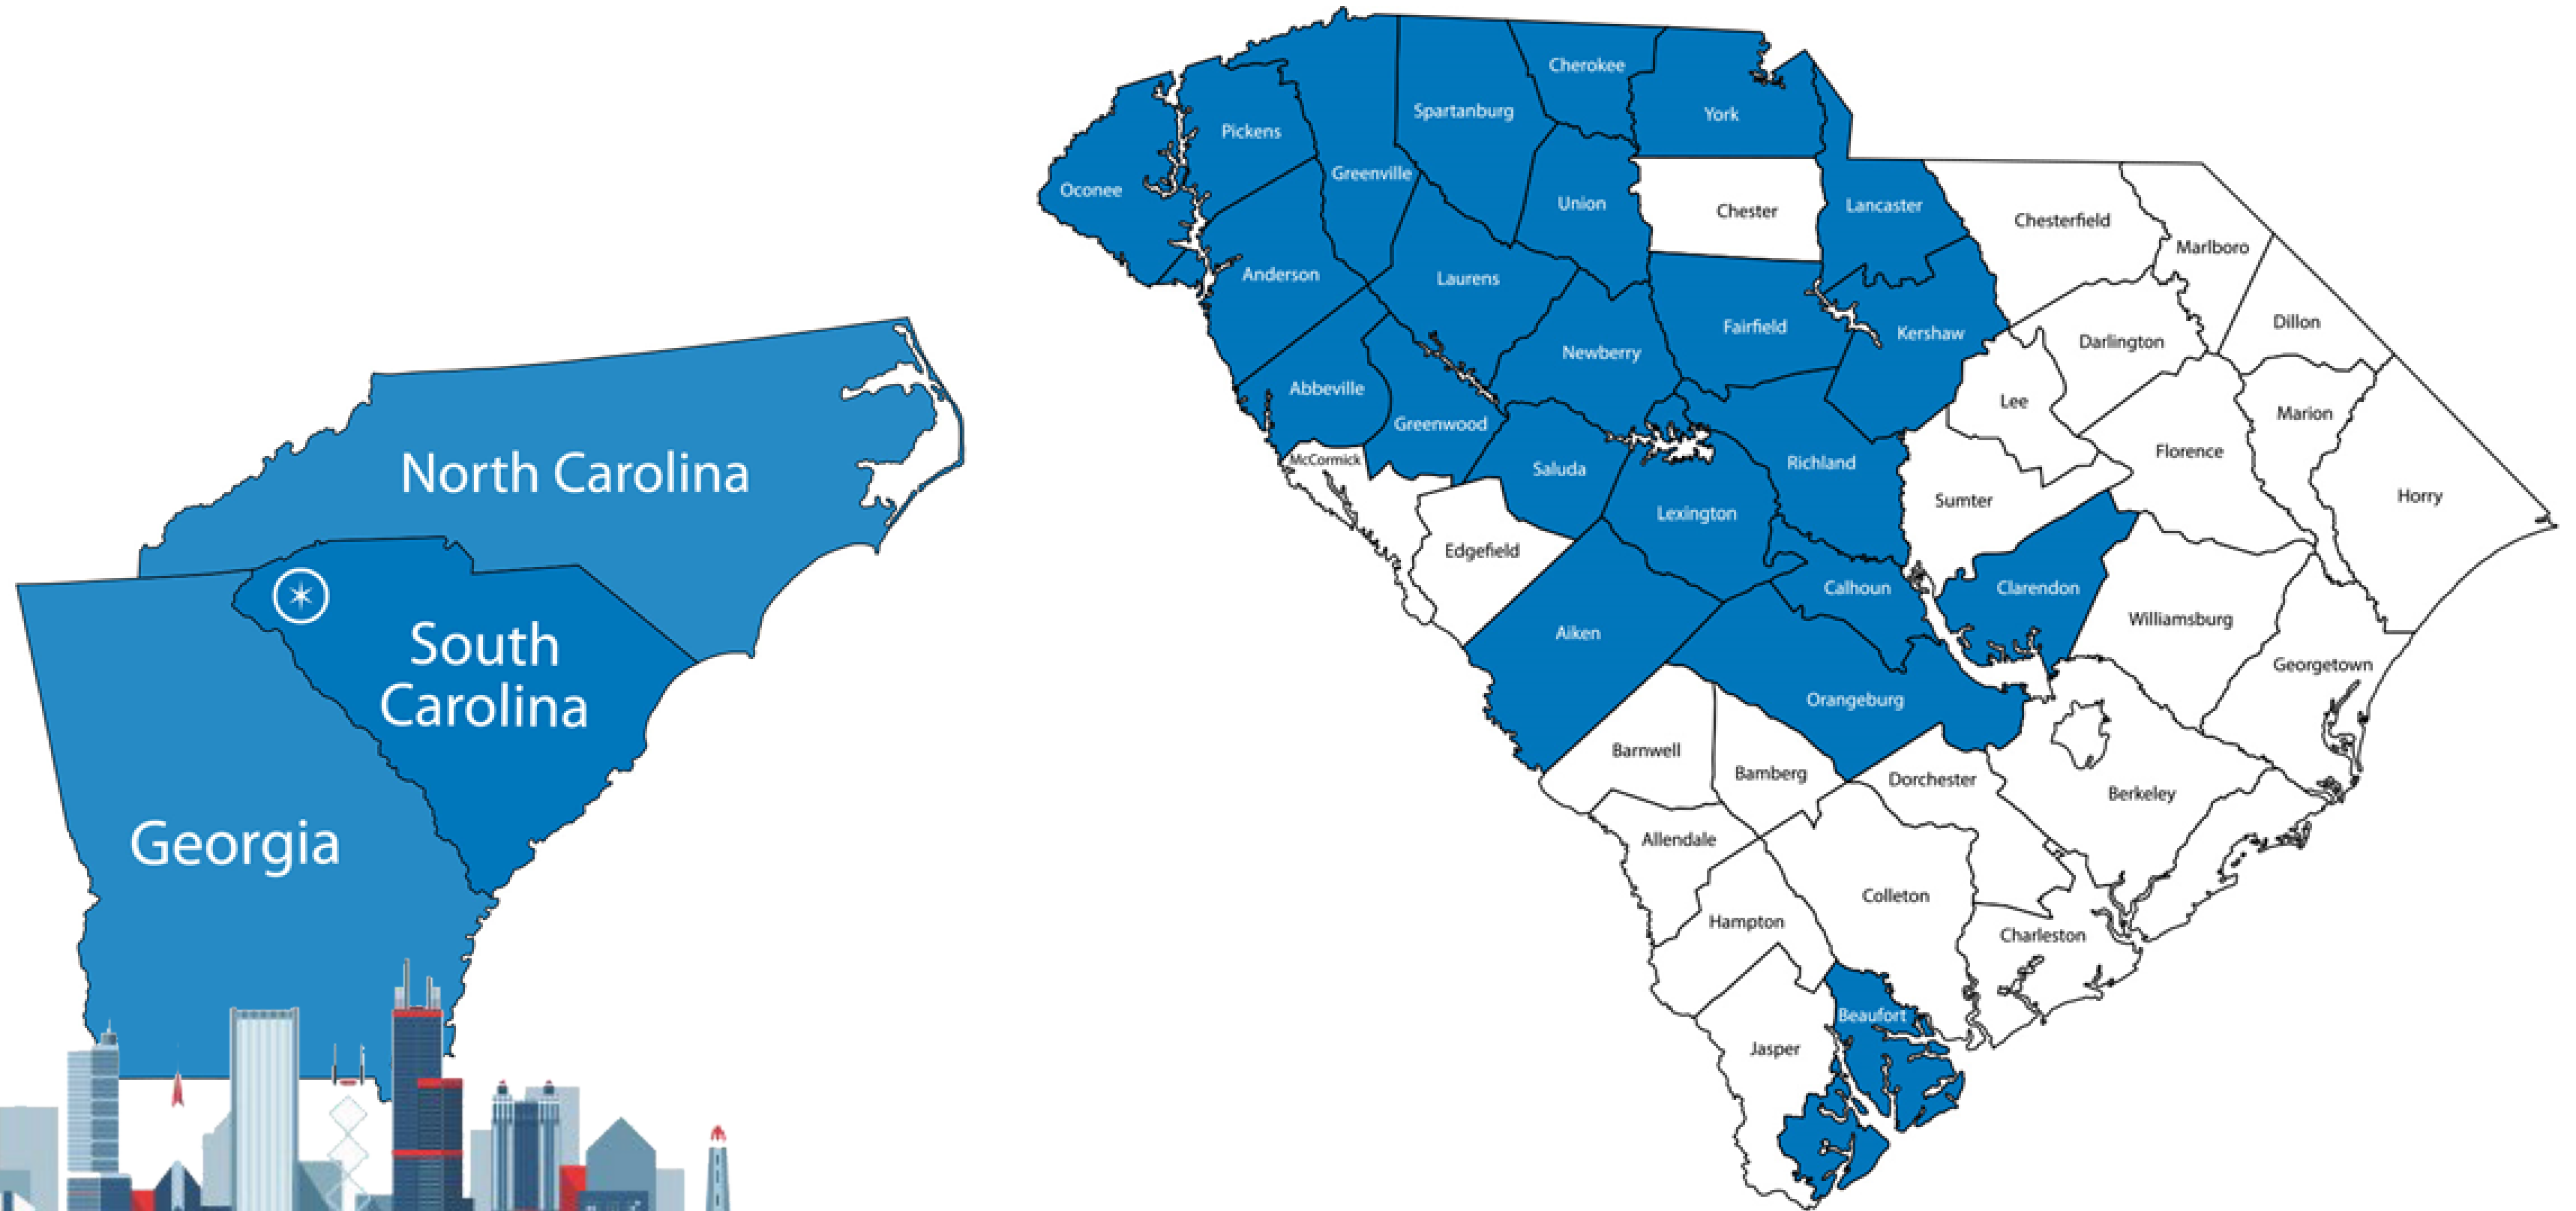 North Carolina
South
Carolina
Georgia
Cherokee
Spartanburg
York
Pickens
Greenville
Oconee
Union
Lancaster
Chester
Chesterfield
Marlboro
Anderson
Laurens
Fairfield
Kershaw
Dillon
Darlington
Newberry
Abbeville
Lee
Marion
Greenwood
Florence
McCormick
Saluda
Richland
Horry
Sumter
Lexington
Edgefield
Calhoun
Clarendon
Williamsburg
Aiken
Georgetown
Orangeburg
Barnwell
Bamberg
Dorchester
Berkeley
Allendale
Colleton
Hampton
Charleston
Beaufort
Jasper